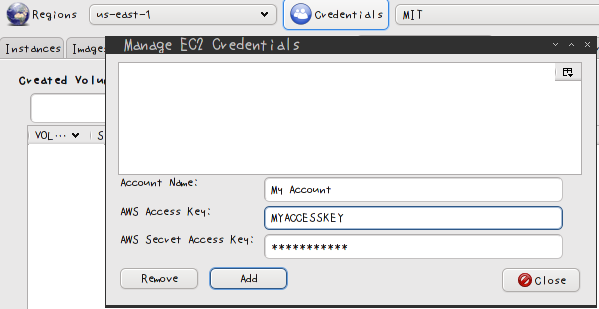 Regions us-east-1 Credentials MIT
Manage EC2 Credentials
Instances Image
Created Volu
VOL... S
Account Name: My Account
AWS Access Key: MYACCESSKEY
AWS Secret Access Key: ***********
Remove Add Close